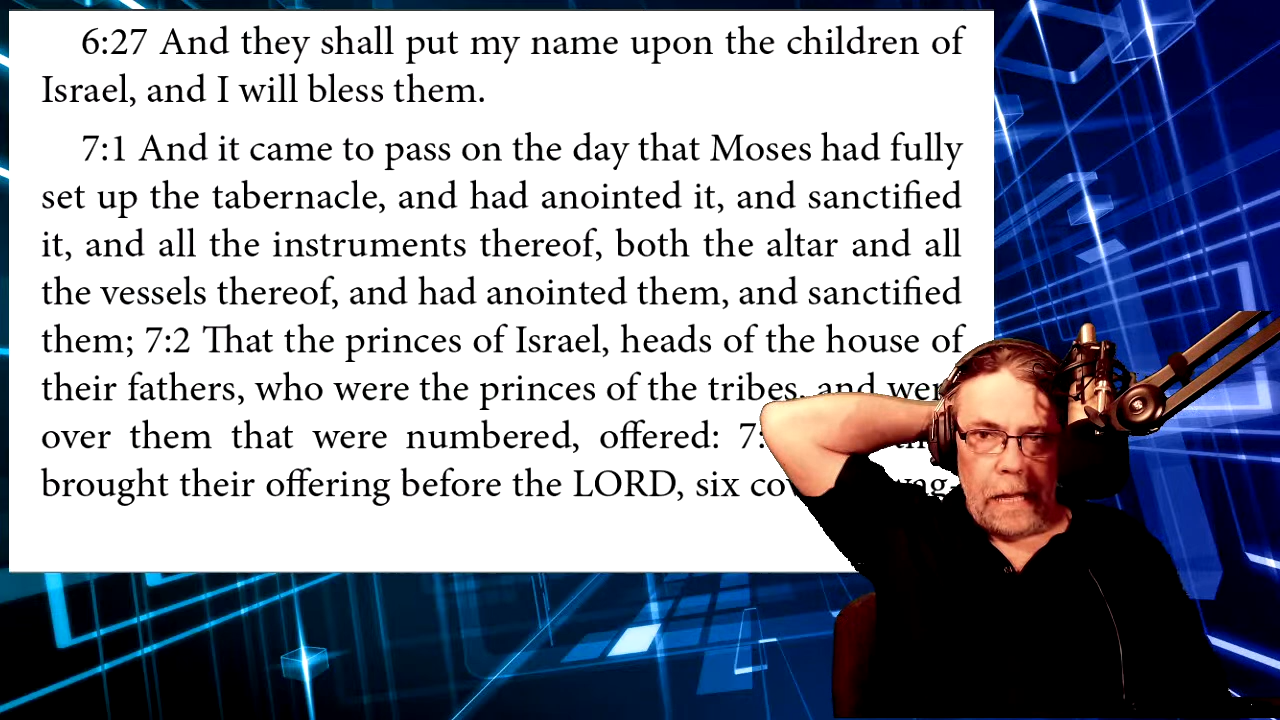 6:27 And they shall put my name upon the children of
Israel, and I will bless them.
7:1 And it came to pass on the day that Moses had fully
set up the tabernacle, and had anointed it, and sanctified
it, and all the instruments thereof, both the altar and all
the vessels thereof, and had anointed them, and sanctified
them; 7:2 That the princes of Israel, heads of the house of
their fathers, who were the princes of the tribes, and were
over them that were numbered, offered:
brought their offering before the LORD, six